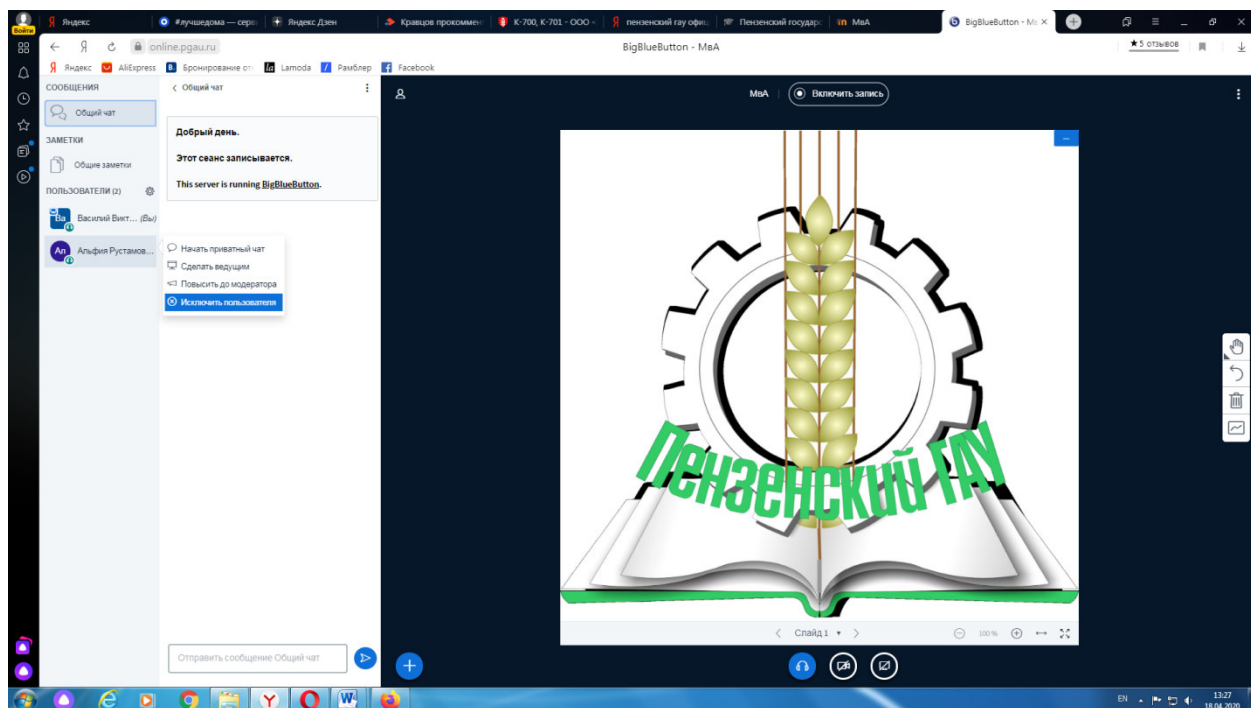 Войти
Яндекс
#лучшедома — серв
Яндекс Дзен
Кравцов прокоммен
К-700, К-701 - ООО «
пензенский гау офиц
Пензенский государс
МвА
BigBlueButton - Мв
online.pgau.ru
BigBlueButton - МвА
★ 5 отзывов
Яндекс
AliExpress
Бронирование от
Lamoda
Рамблер
Facebook
СООБЩЕНИЯ
Общий чат
ЗАМЕТКИ
Общие заметки
ПОЛЬЗОВАТЕЛИ (2)
Ва
Василий Викт... (Вы)
Ал
Альфия Рустамов...
Общий чат
Добрый день.
Этот сеанс записывается.
This server is running BigBlueButton.
Начать приватный чат
Сделать ведущим
Повысить до модератора
Исключить пользователя
Отправить сообщение Общий чат
МвА
Включить запись
Пензенский ГАУ
Слайд 1
100 %
EN
13:27
18.04.2020